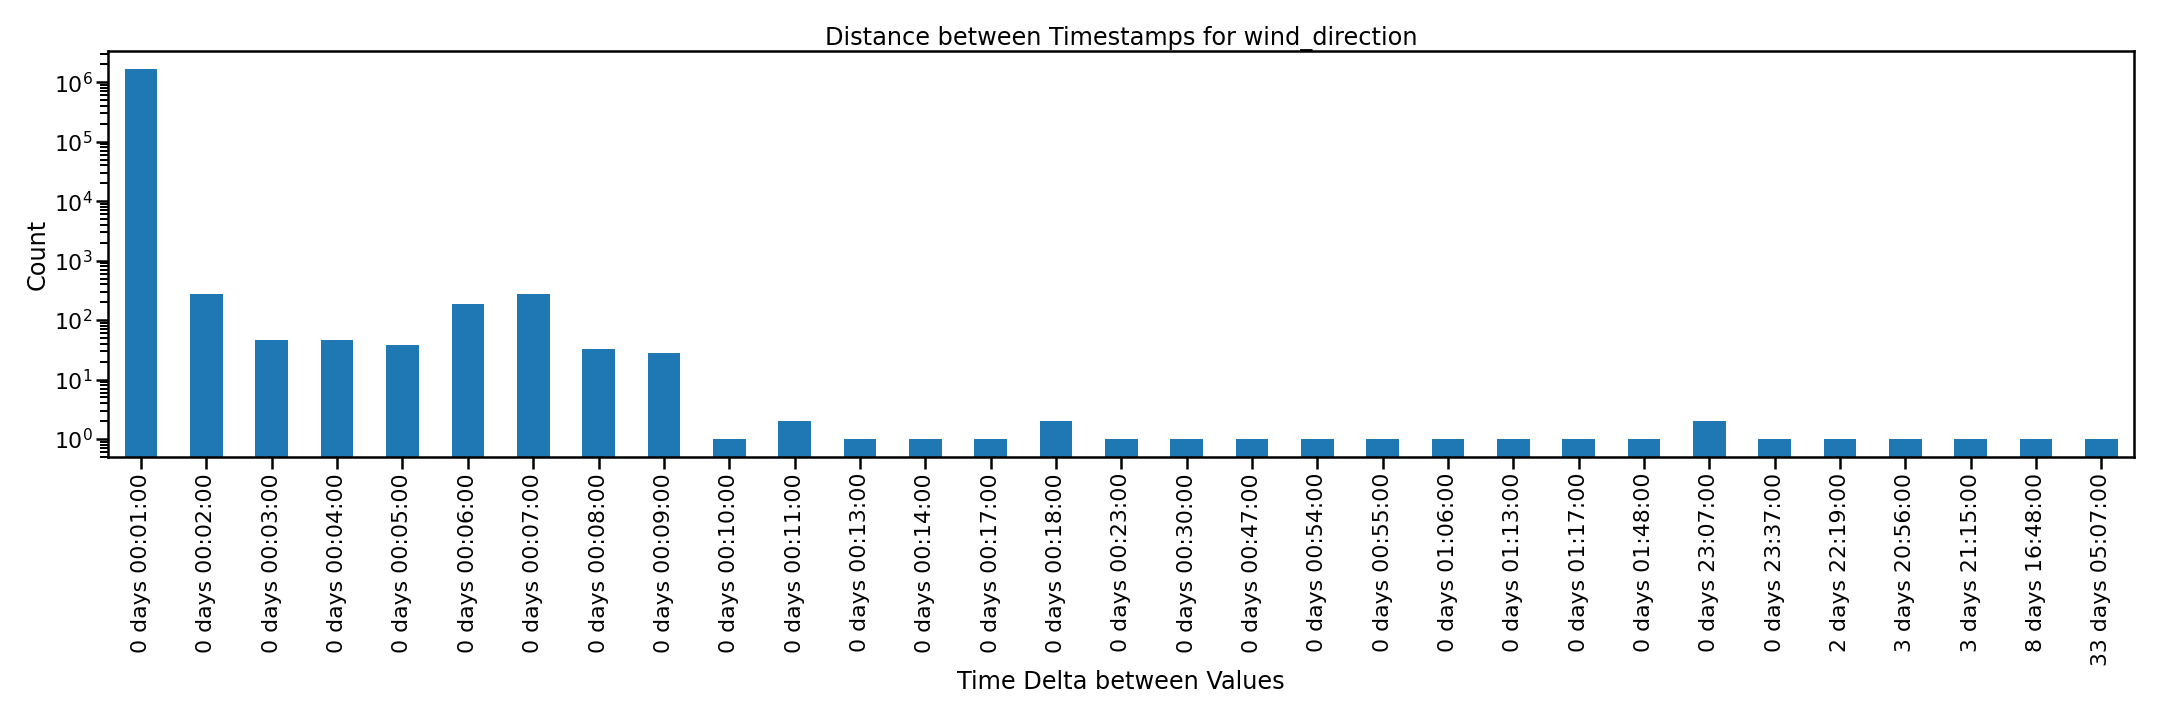 Distance between Timestamps for wind_direction
10⁶
10⁵
10⁴
10³
10²
10¹
10⁰
Count
0 days 00:01:00
0 days 00:02:00
0 days 00:03:00
0 days 00:04:00
0 days 00:05:00
0 days 00:06:00
0 days 00:07:00
0 days 00:08:00
0 days 00:09:00
0 days 00:10:00
0 days 00:11:00
0 days 00:13:00
0 days 00:14:00
0 days 00:17:00
0 days 00:18:00
0 days 00:23:00
0 days 00:30:00
0 days 00:47:00
0 days 00:54:00
0 days 00:55:00
0 days 01:06:00
0 days 01:13:00
0 days 01:17:00
0 days 01:48:00
0 days 23:07:00
0 days 23:37:00
2 days 22:19:00
3 days 20:56:00
3 days 21:15:00
8 days 16:48:00
33 days 05:07:00
Time Delta between Values